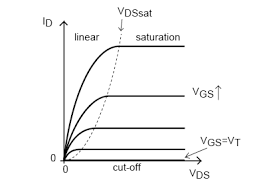 I_D
V_DSsat
linear
saturation
V_GS↑
V_GS=V_T
0
cut-off
0
V_DS